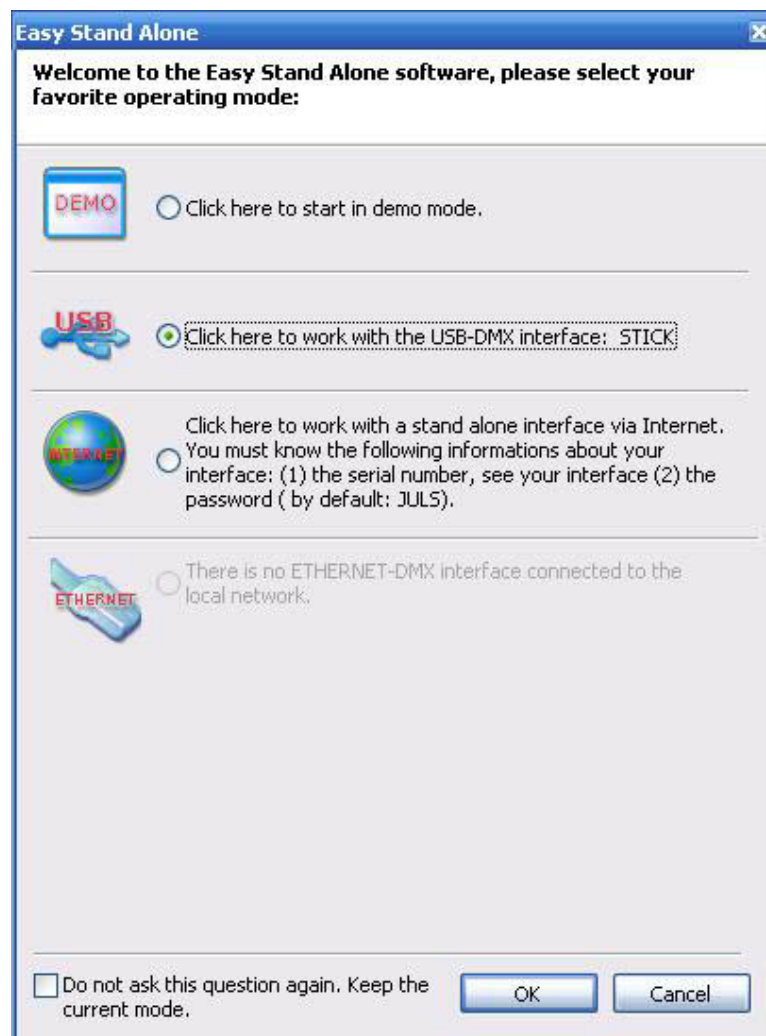 Easy Stand Alone
Welcome to the Easy Stand Alone software, please select your
favorite operating mode:
DEMO
Click here to start in demo mode.
USB
Click here to work with the USB-DMX interface: STICK
INTERNET
Click here to work with a stand alone interface via Internet.
You must know the following informations about your
interface: (1) the serial number, see your interface (2) the
password ( by default: JULS).
ETHERNET
There is no ETHERNET-DMX interface connected to the
local network.
Do not ask this question again. Keep the
current mode.
OK
Cancel